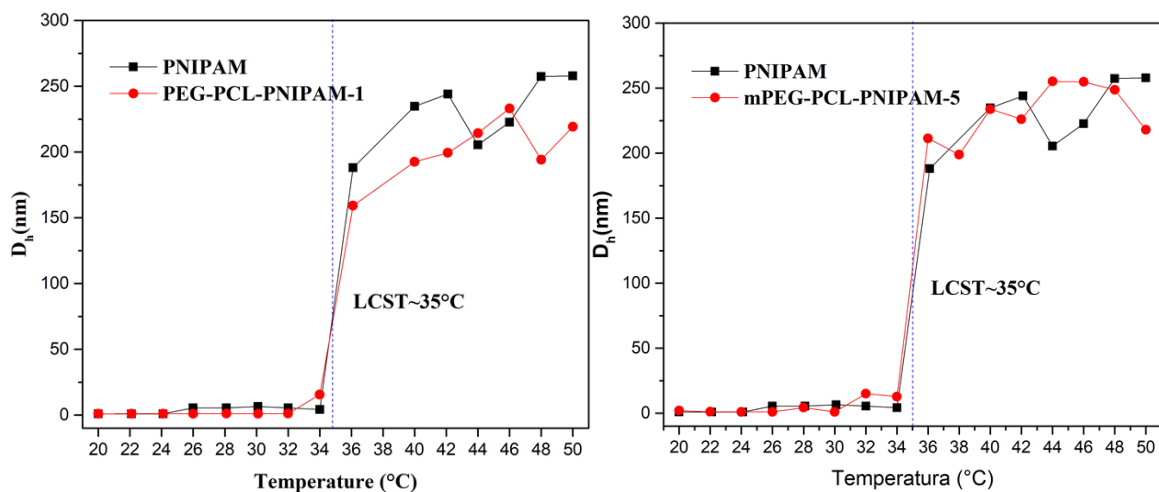 300
250
200
150
100
50
0
D_h(nm)
PNIPAM
PEG-PCL-PNIPAM-1
LCST~35°C
20 22 24 26 28 30 32 34 36 38 40 42 44 46 48 50
Temperature (°C)
300
250
200
150
100
50
0
D_h(nm)
PNIPAM
mPEG-PCL-PNIPAM-5
LCST~35°C
20 22 24 26 28 30 32 34 36 38 40 42 44 46 48 50
Temperatura (°C)